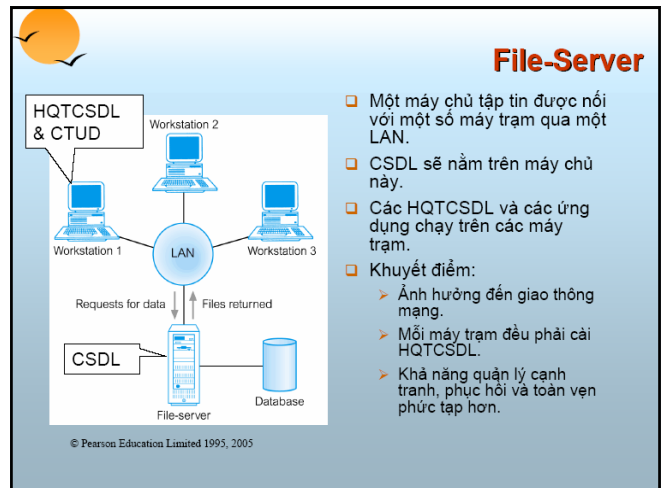 File-Server
HQTCSDL
& CTUD
Workstation 2
Workstation 1
LAN
Workstation 3
Requests for data
Files returned
CSDL
File-server
Database
© Pearson Education Limited 1995, 2005
Một máy chủ tập tin được nối
với một số máy trạm qua một
LAN.
CSDL sẽ nằm trên máy chủ
này.
Các HQTCSDL và các ứng
dụng chạy trên các máy
trạm.
Khuyết điểm:
Ảnh hưởng đến giao thông
mạng.
Mỗi máy trạm đều phải cài
HQTCSDL.
Khả năng quản lý cạnh
tranh, phục hồi và toàn vẹn
phức tạp hơn.